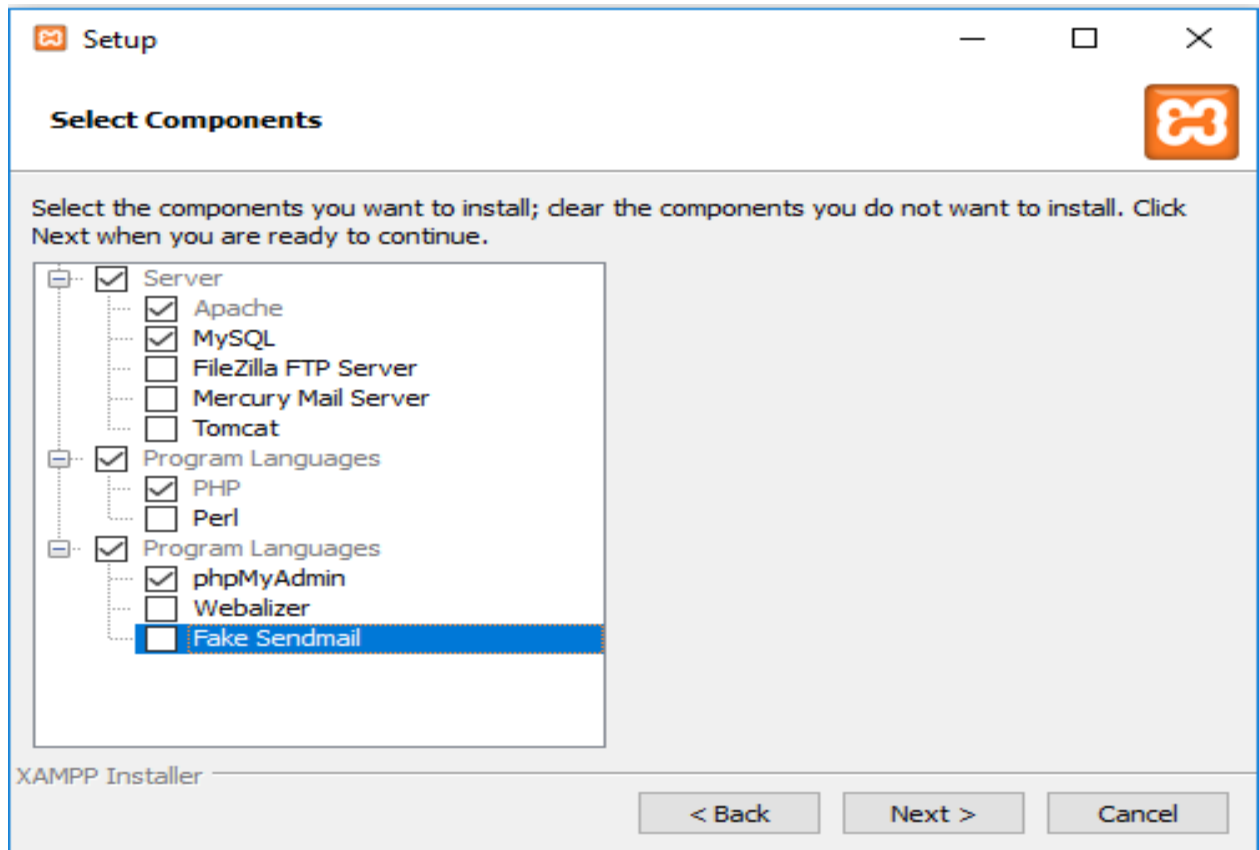 Setup
Select Components
Select the components you want to install; clear the components you do not want to install. Click
Next when you are ready to continue.
Server
Apache
MySQL
FileZilla FTP Server
Mercury Mail Server
Tomcat
Program Languages
PHP
Perl
Program Languages
phpMyAdmin
Webalizer
Fake Sendmail
XAMPP Installer
< Back
Next >
Cancel